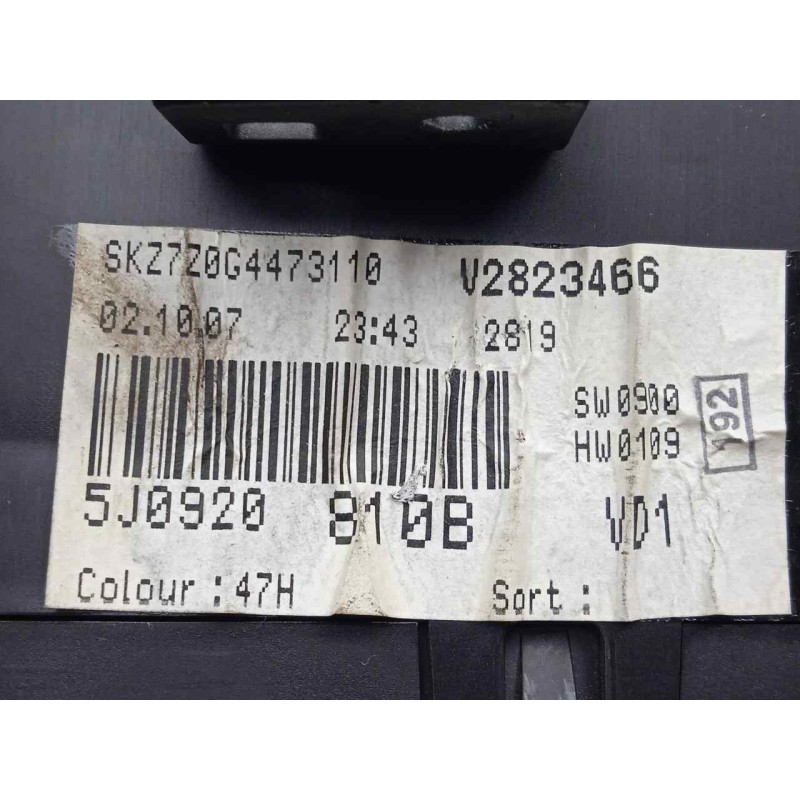 SKZ7Z0G4473110 V2823466
02.10.07 23:43 2819
SW0900
HW0109
192
5J0920 810B VD1
Colour : 47H Sort :